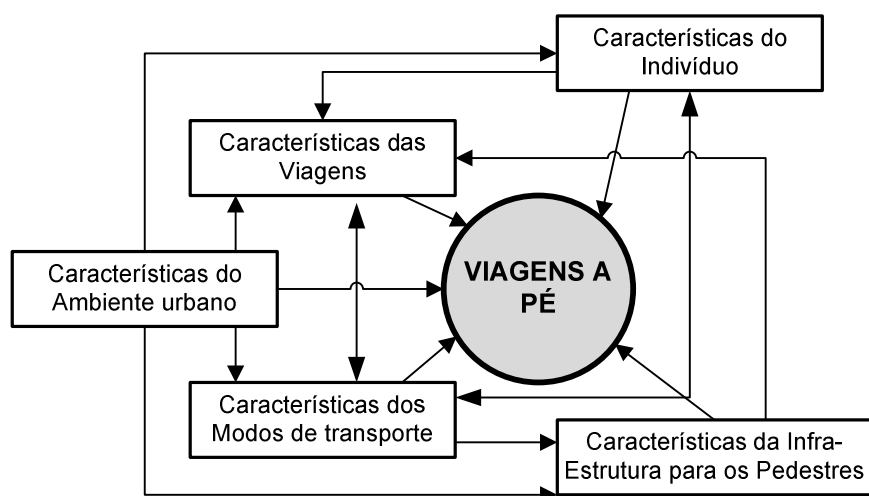 Características do
Indivíduo
Características das
Viagens
VIAGENS A
PÉ
Características do
Ambiente urbano
Características dos
Modos de transporte
Características da Infra-
Estrutura para os Pedestres